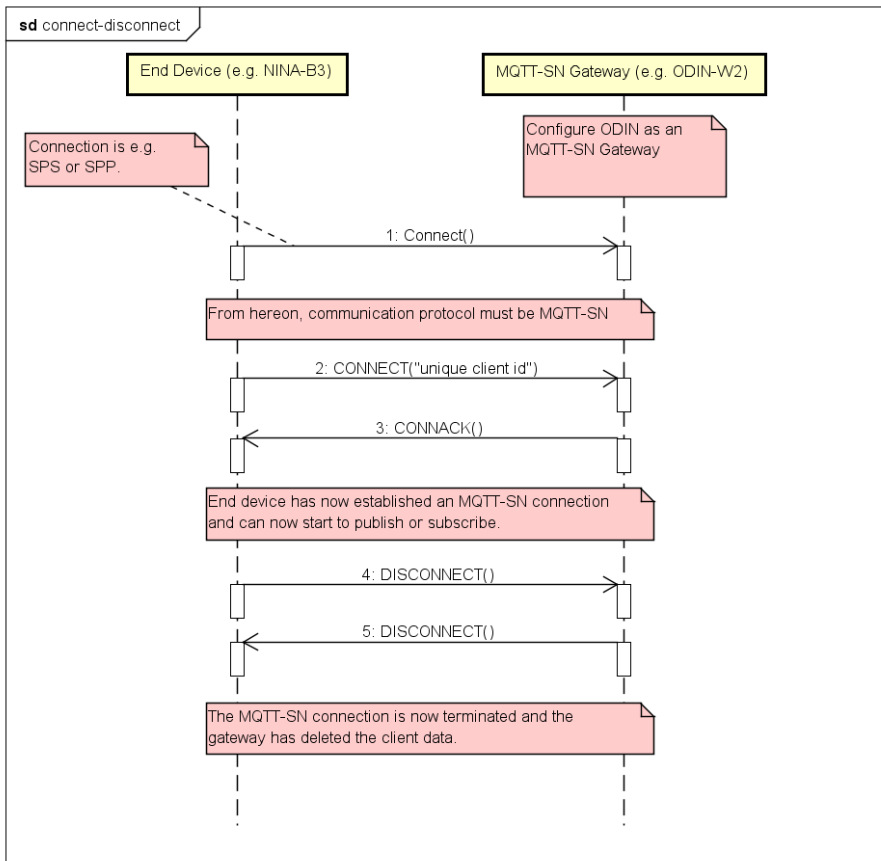 sd connect-disconnect
End Device (e.g. NINA-B3)
MQTT-SN Gateway (e.g. ODIN-W2)
Connection is e.g.
SPS or SPP.
Configure ODIN as an
MQTT-SN Gateway
1: Connect()
From hereon, communication protocol must be MQTT-SN
2: CONNECT("unique client id")
3: CONNACK()
End device has now established an MQTT-SN connection
and can now start to publish or subscribe.
4: DISCONNECT()
5: DISCONNECT()
The MQTT-SN connection is now terminated and the
gateway has deleted the client data.